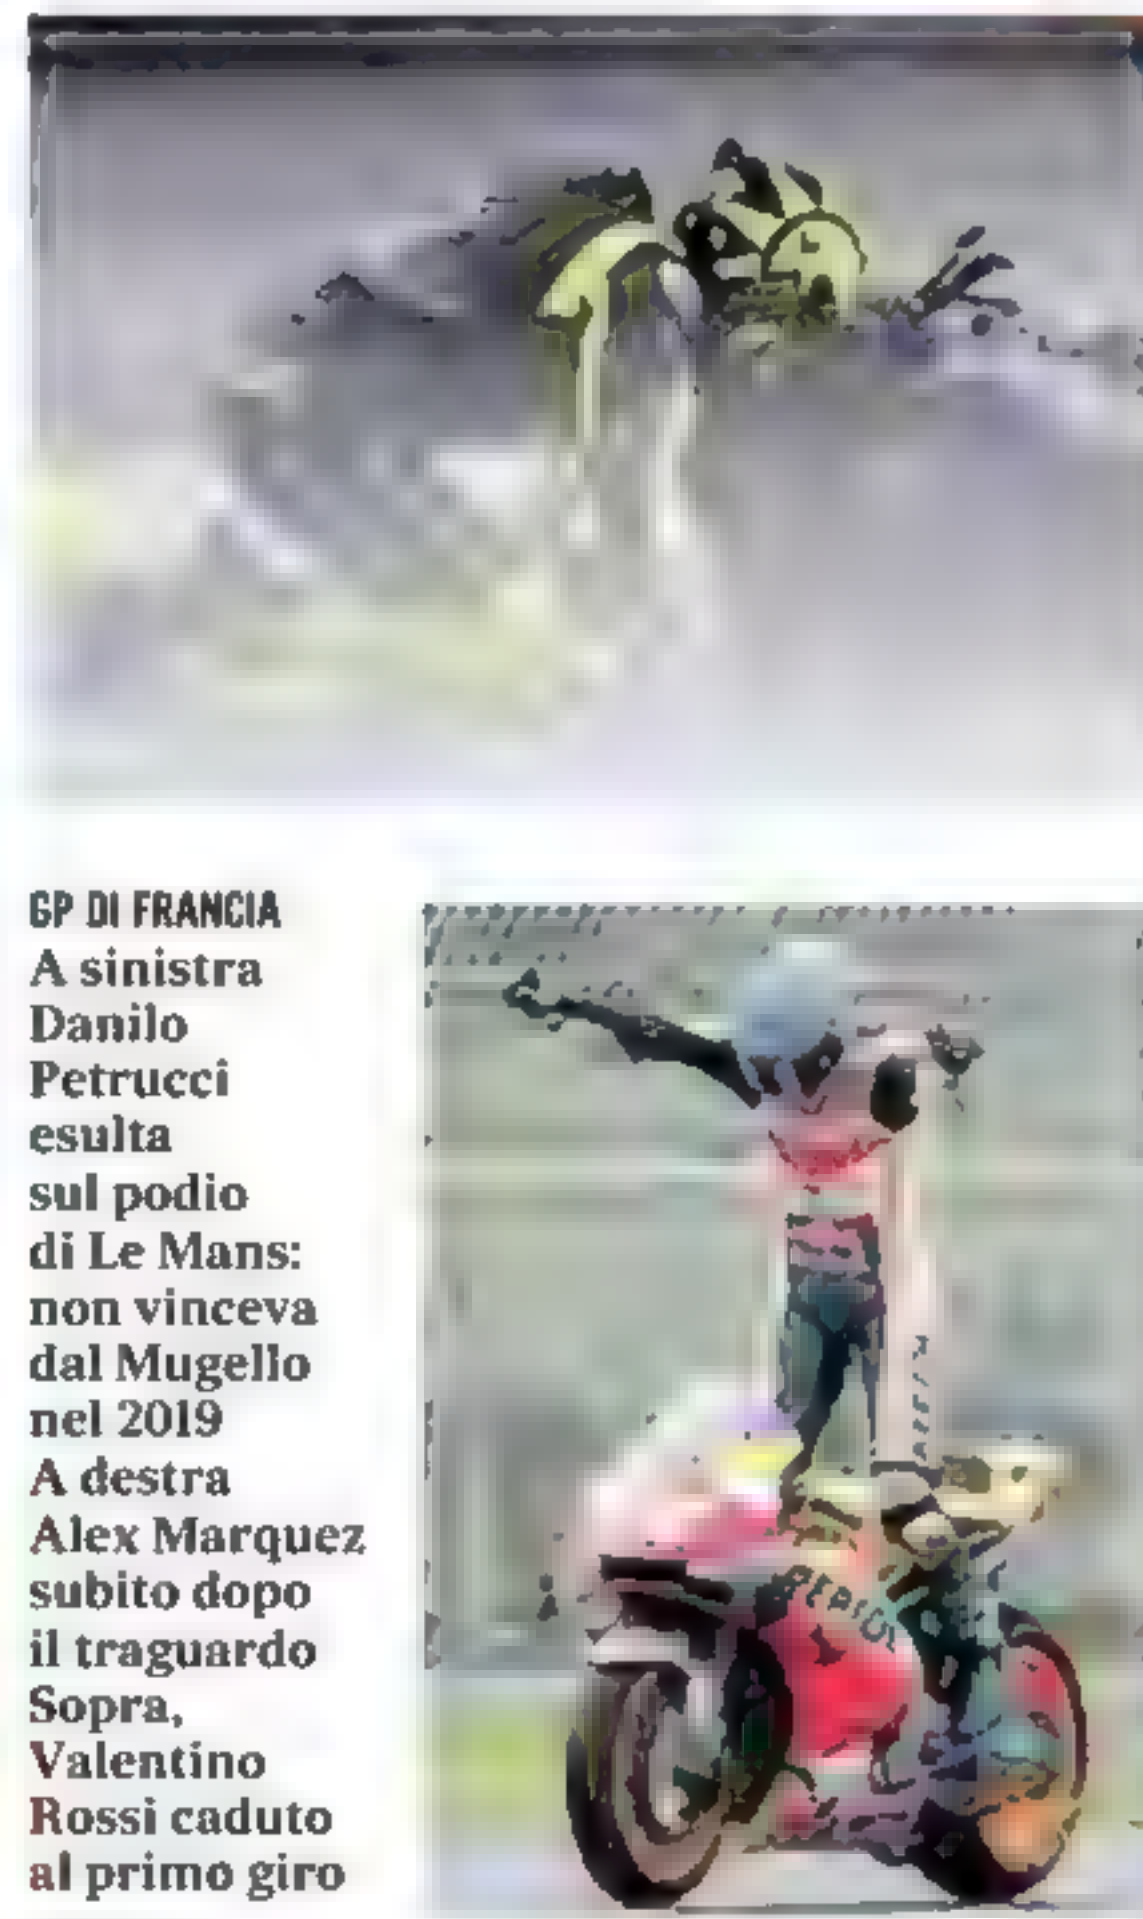 GP DI FRANCIA
A sinistra
Danilo
Petrucci
esulta
sul podio
di Le Mans:
non vinceva
dal Mugello
nel 2019
A destra
Alex Marquez
subito dopo
il traguardo
Sopra,
Valentino
Rossi caduto
al primo giro